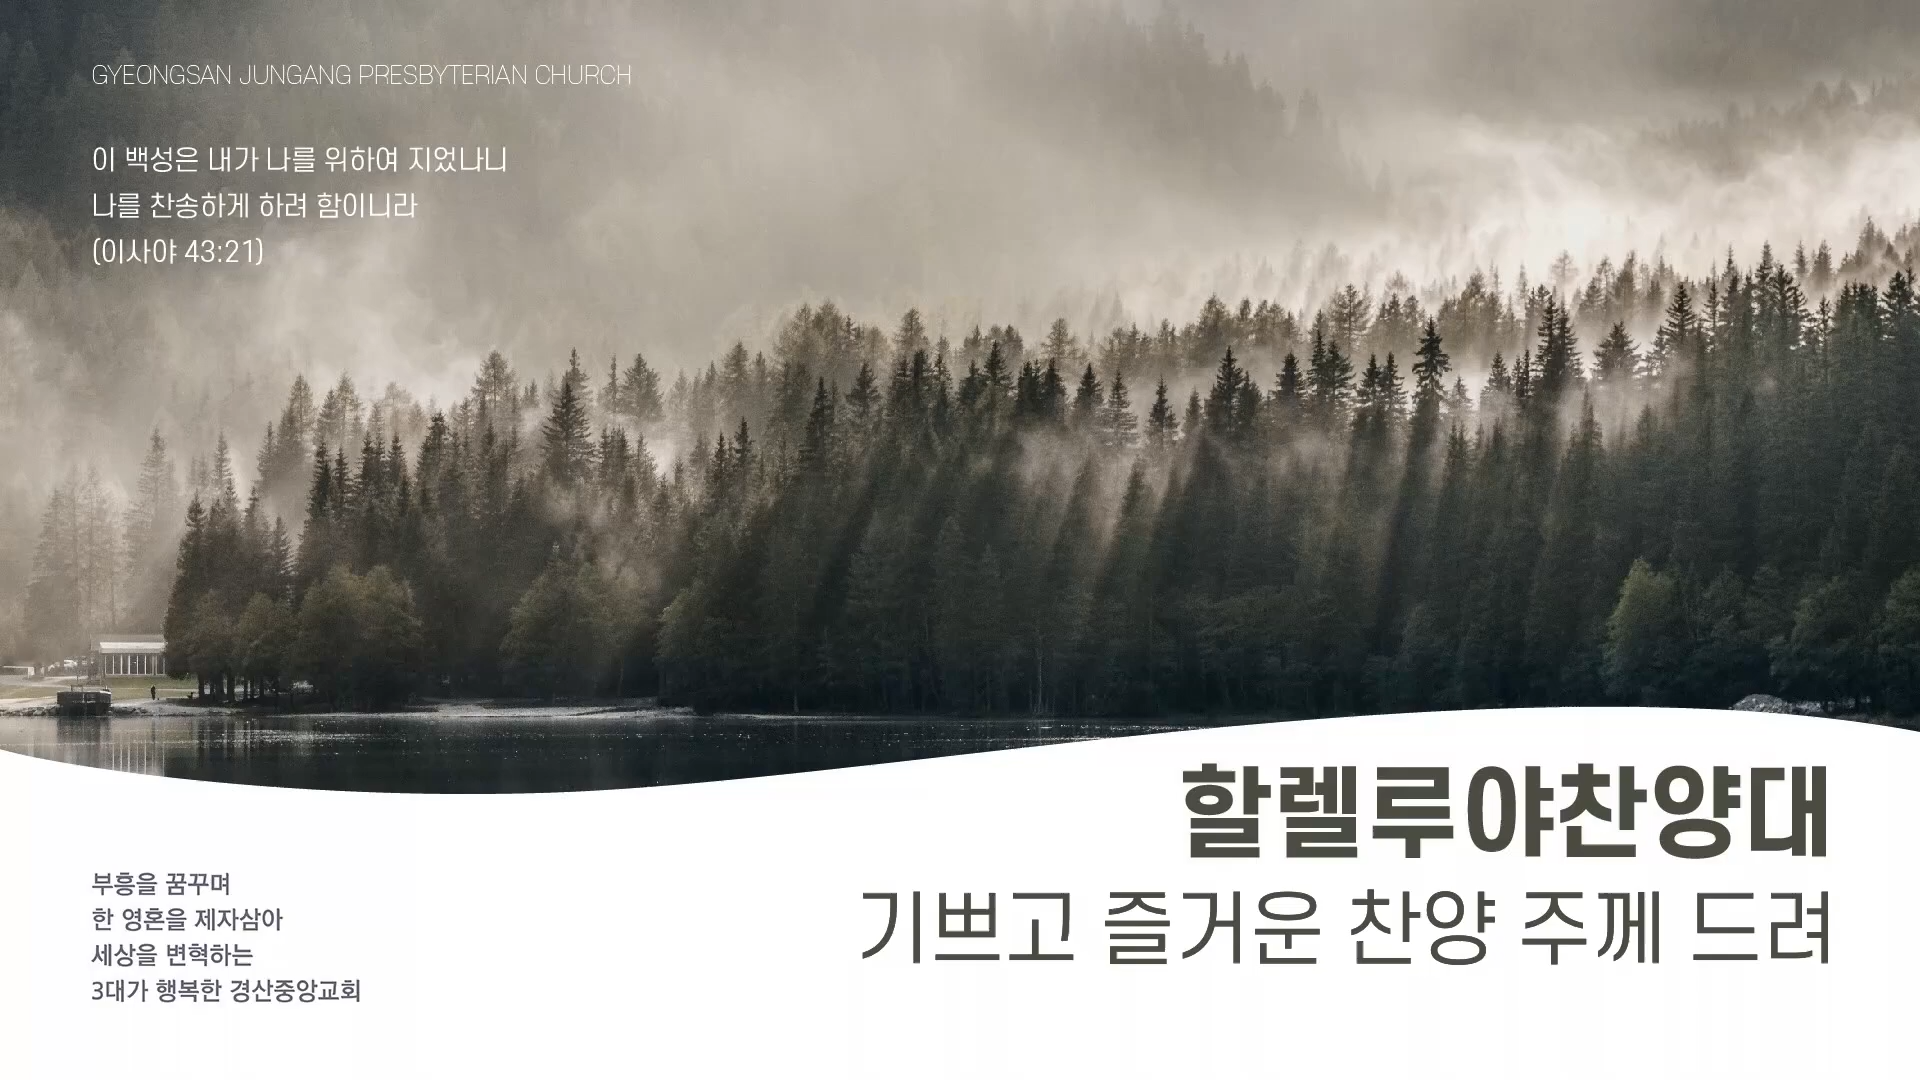 GYEONGSAN JUNGANG PRESBYTERIAN CHURCH
이 백성은 내가 나를 위하여 지었나니
나를 찬송하게 하려 함이니라
(이사야 43:21)
할렐루야찬양대
기쁘고 즐거운 찬양 주께 드려
부흥을 꿈꾸며
한 영혼을 제자삼아
세상을 변혁하는
3대가 행복한 경산중앙교회